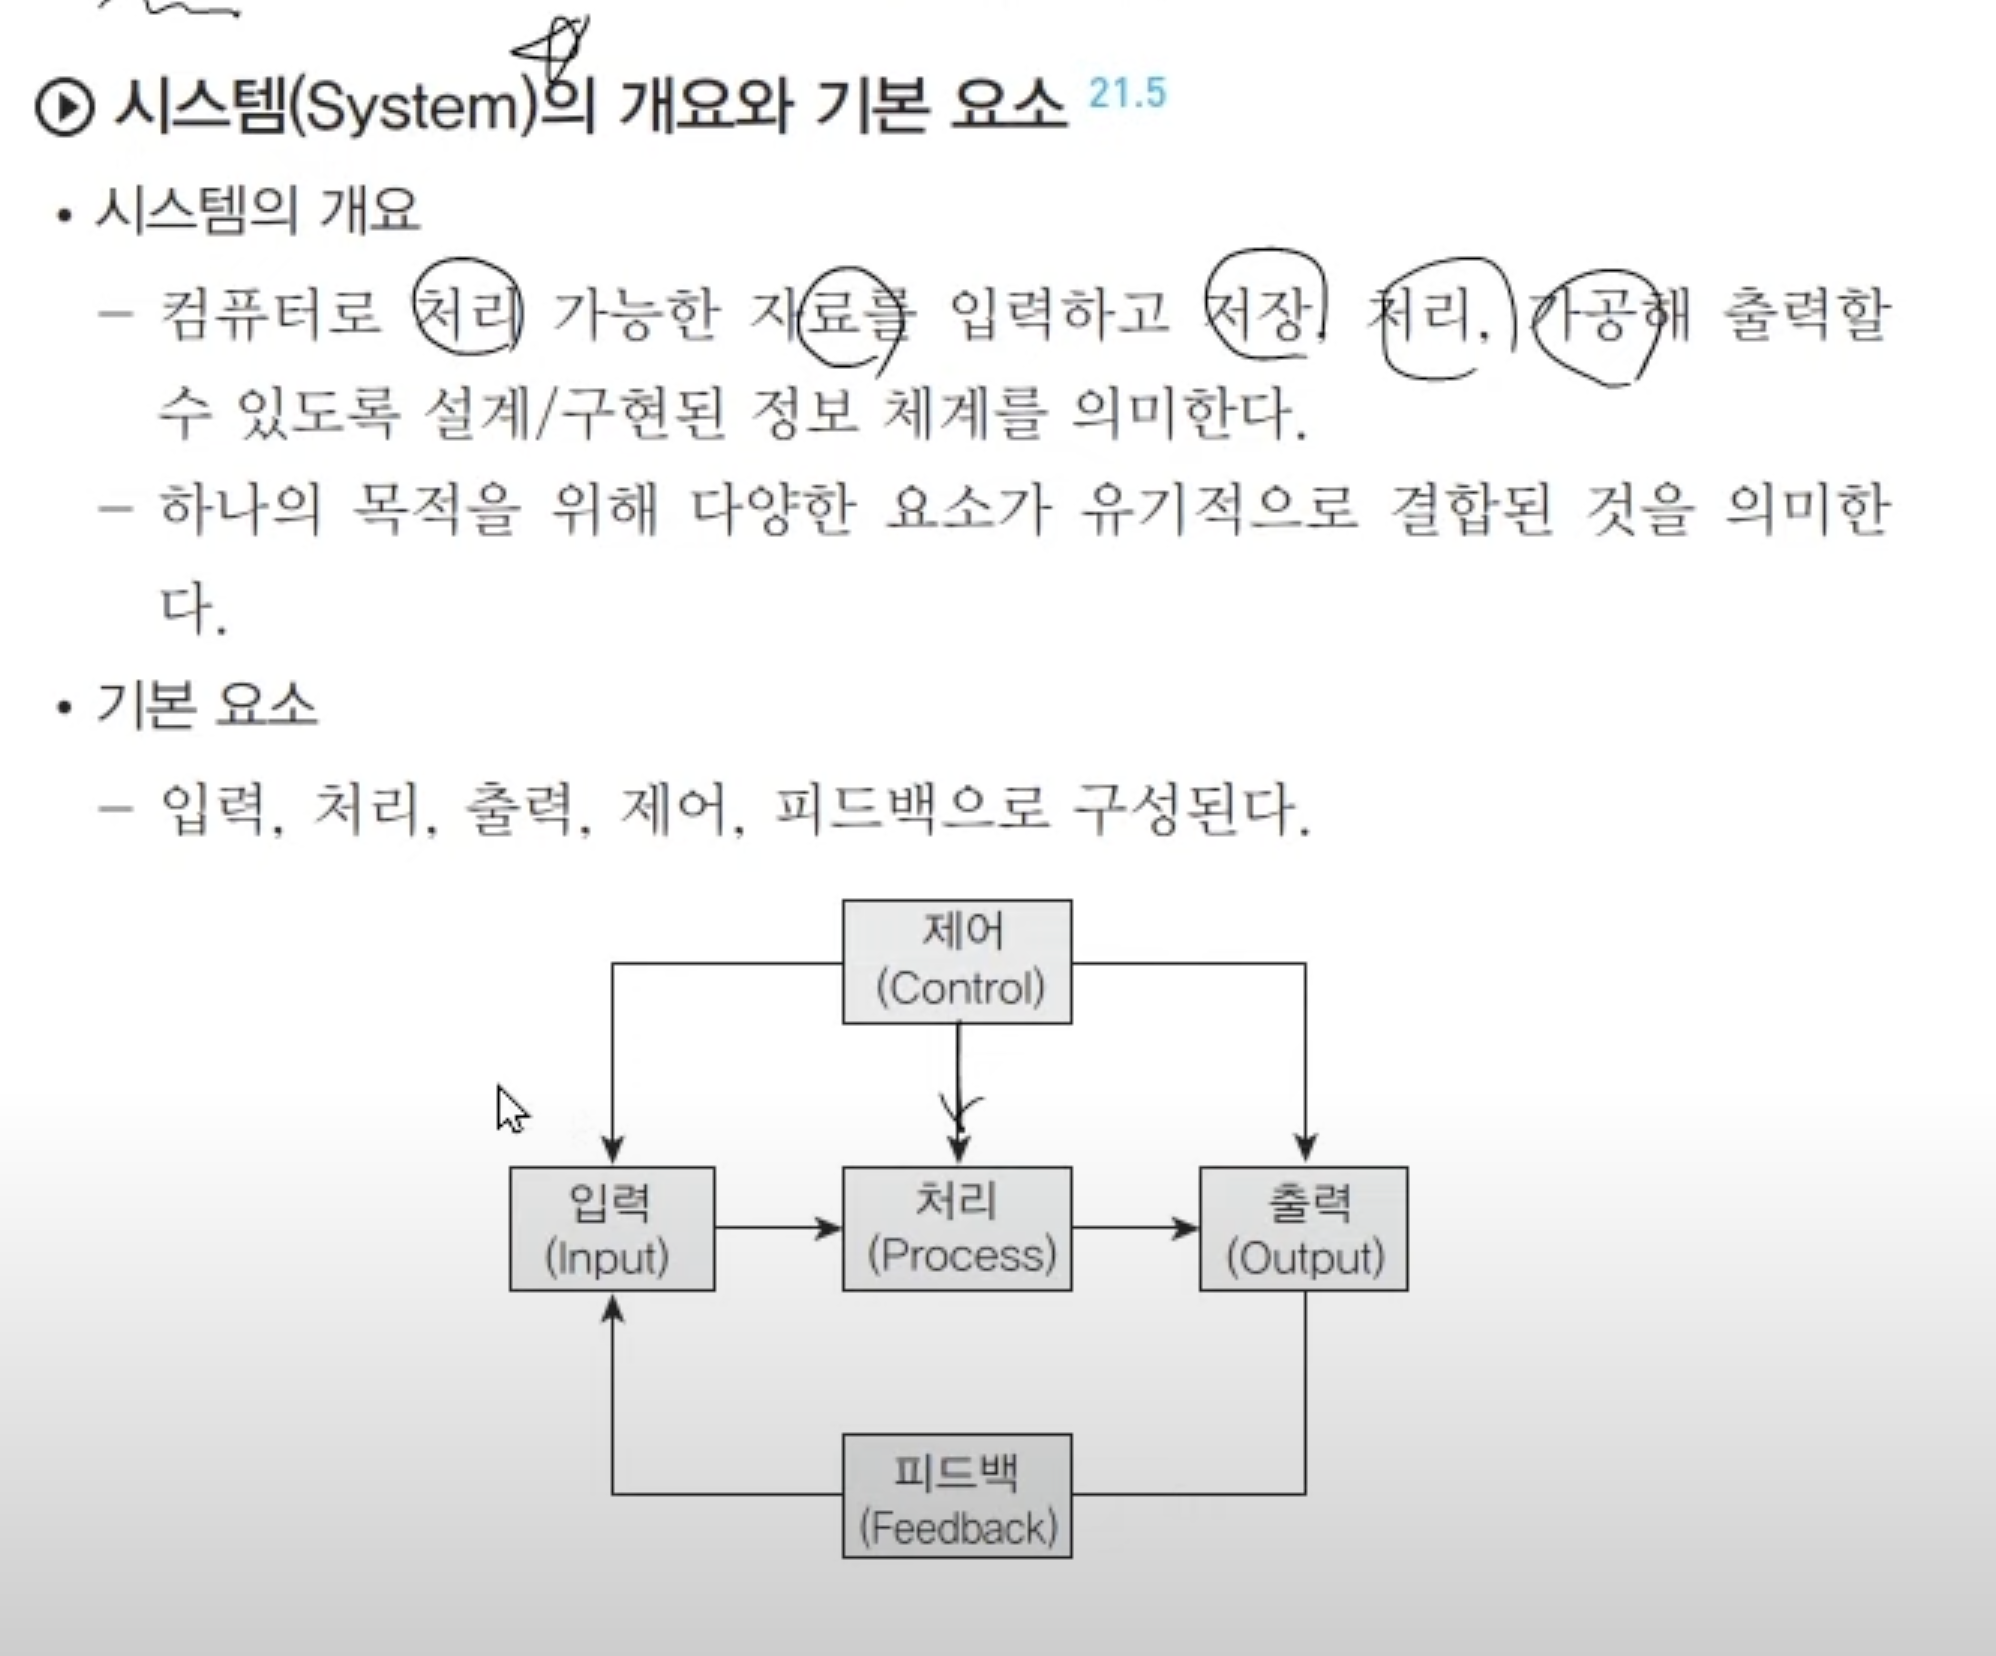 시스템(System)의 개요와 기본 요소 21.5
• 시스템의 개요
– 컴퓨터로 처리 가능한 자료를 입력하고 저장, 처리, 가공해 출력할
수 있도록 설계/구현된 정보 체계를 의미한다.
– 하나의 목적을 위해 다양한 요소가 유기적으로 결합된 것을 의미한
다.
• 기본 요소
– 입력, 처리, 출력, 제어, 피드백으로 구성된다.
제어
(Control)
입력
(Input)
처리
(Process)
출력
(Output)
피드백
(Feedback)